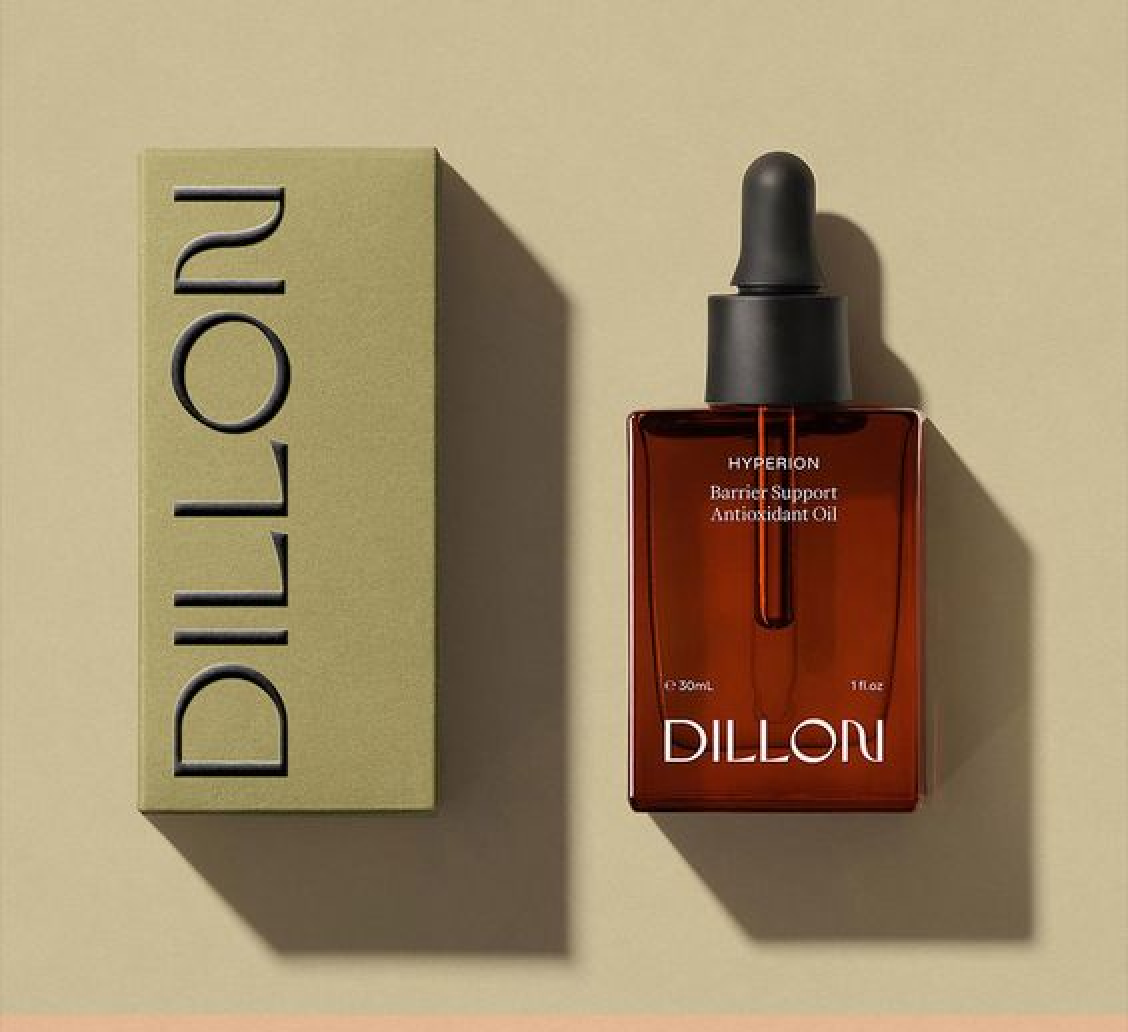 DILLON
HYPERION
Barrier Support
Antioxidant Oil
℮ 30mL
1 fl.oz
DILLON